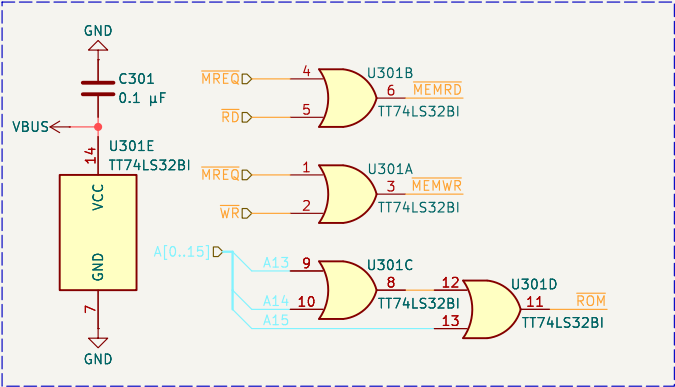 GND
C301
0.1 µF
VBUS
14
U301E
TT74LS32BI
VCC
GND
7
GND
MREQ
4
U301B
6
MEMRD
RD
5
TT74LS32BI
MREQ
1
U301A
3
MEMWR
WR
2
TT74LS32BI
A[0..15]
A13
9
U301C
8
A14
10
TT74LS32BI
A15
12
U301D
11
ROM
13
TT74LS32BI